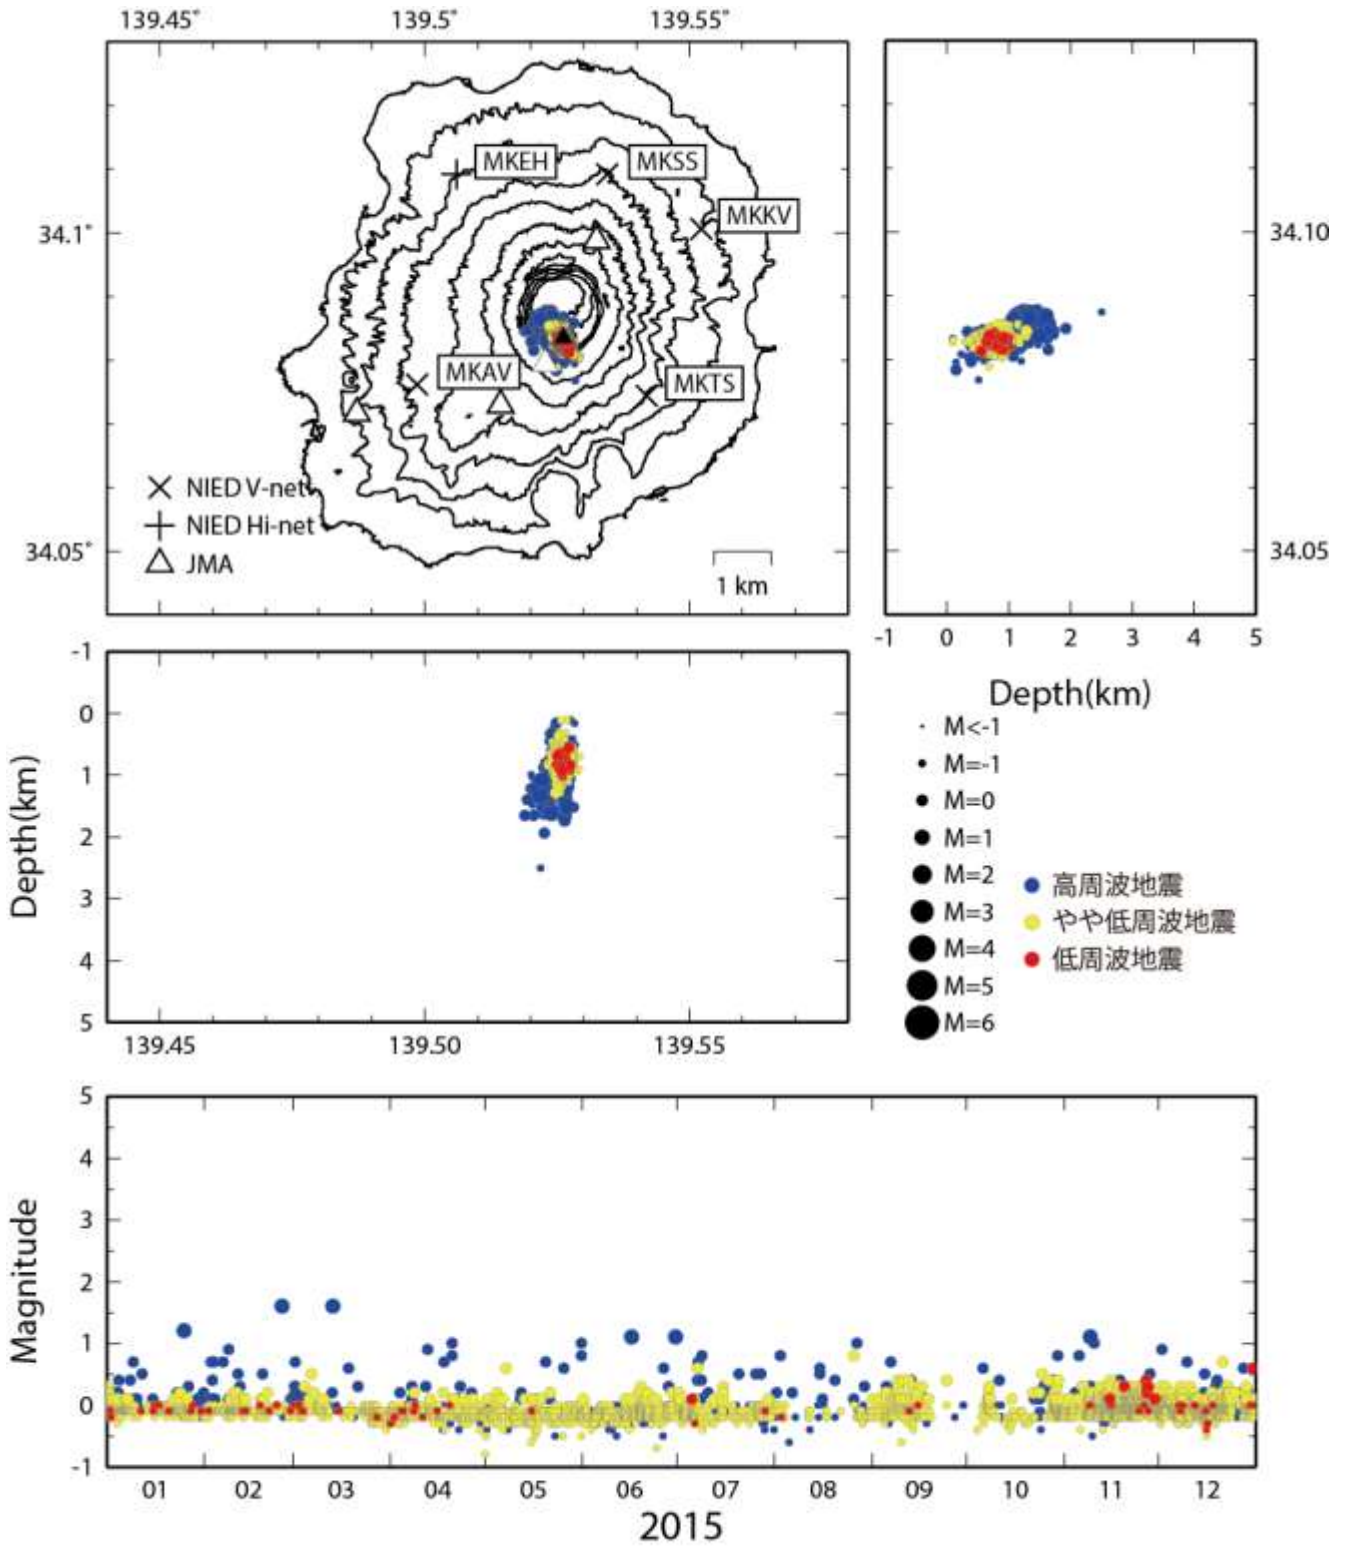 139.45° 139.5° 139.55°
MKEH
MKSS
MKKV
34.1°
34.10
MKAV
MKTS
NIED V-net
NIED Hi-net
JMA
34.05°
34.05
1 km
-1 0 1 2 3 4 5
Depth(km)
-1
0
1
2
3
4
5
Depth(km)
139.45 139.50 139.55
M<-1
M=-1
M=0
M=1
M=2
M=3
M=4
M=5
M=6
高周波地震
やや低周波地震
低周波地震
5
4
3
2
1
0
-1
Magnitude
01 02 03 04 05 06 07 08 09 10 11 12
2015